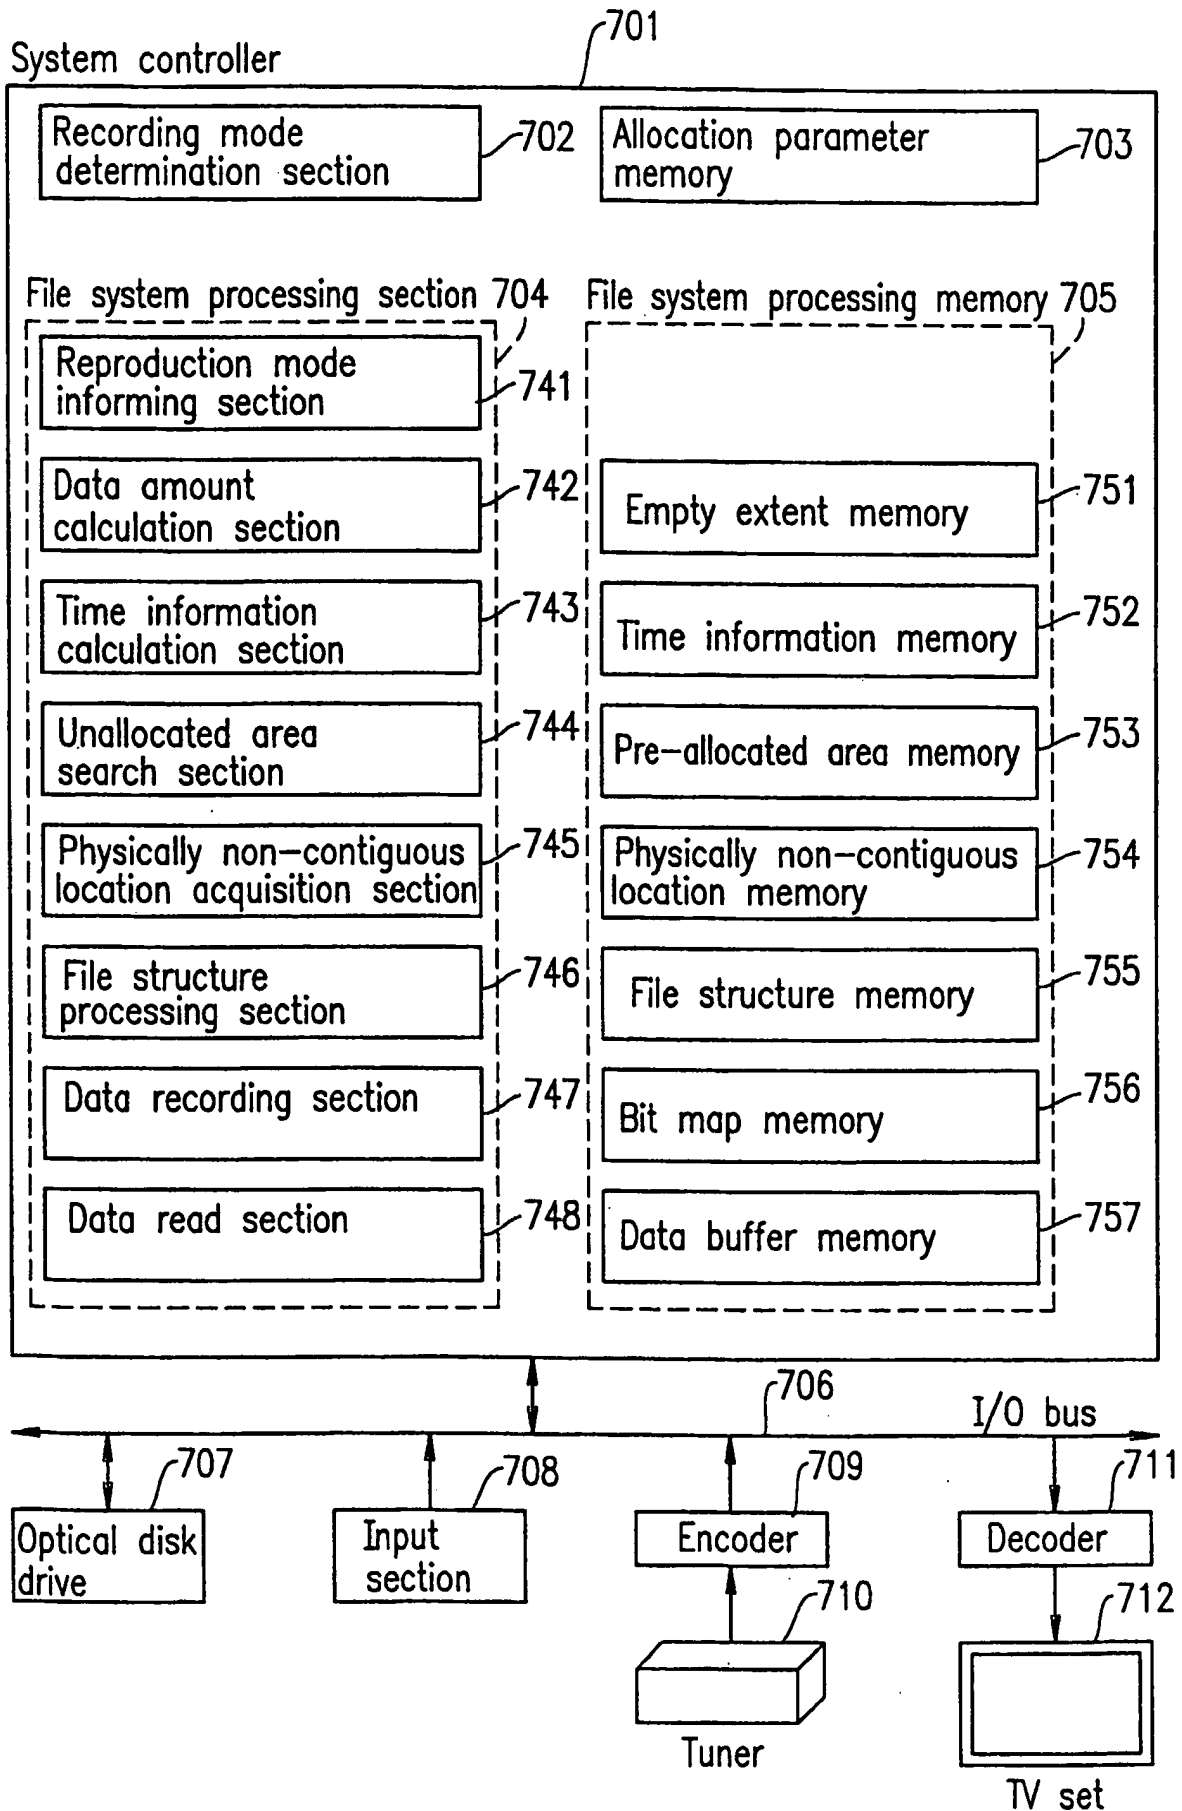 701
System controller
Recording mode
determination section
702
Allocation parameter
memory
703
File system processing section 704
File system processing memory 705
Reproduction mode
informing section
741
Data amount
calculation section
742
Empty extent memory
751
Time information
calculation section
743
Time information memory
752
Unallocated area
search section
744
Pre-allocated area memory
753
Physically non-contiguous
location acquisition section
745
Physically non-contiguous
location memory
754
File structure
processing section
746
File structure memory
755
Data recording section
747
Bit map memory
756
Data read section
748
Data buffer memory
757
706
I/O bus
707
Optical disk
drive
708
Input
section
709
Encoder
711
Decoder
710
Tuner
712
TV set